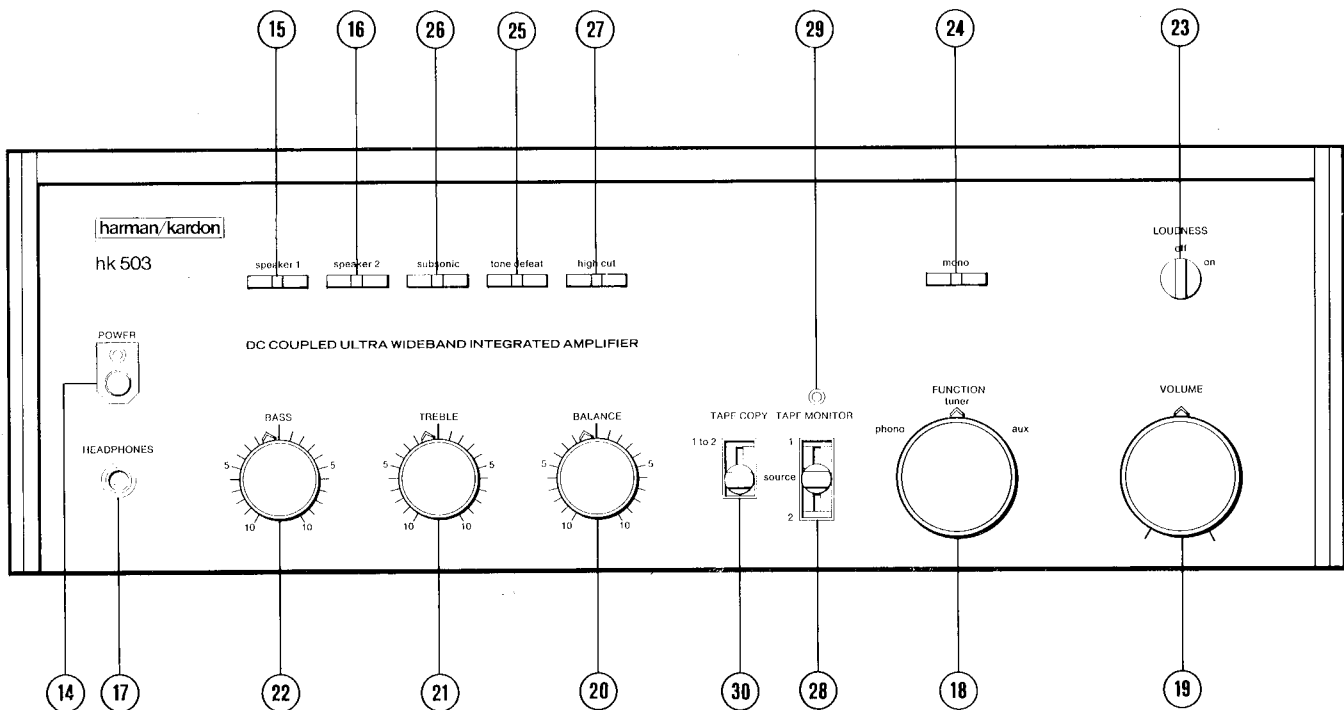 15 16 26 25 27 29 24 23
harman/kardon
hk 503
speaker 1 speaker 2 subsonic tone defeat high cut
mono
LOUDNESS
off
on
POWER
DC COUPLED ULTRA WIDEBAND INTEGRATED AMPLIFIER
HEADPHONES
BASS
5 5
10 10
TREBLE
5 5
10 10
BALANCE
5 5
10 10
TAPE COPY
1 to 2
TAPE MONITOR
1
source
2
FUNCTION
tuner
phono aux
VOLUME
14 17 22 21 20 30 28 18 19